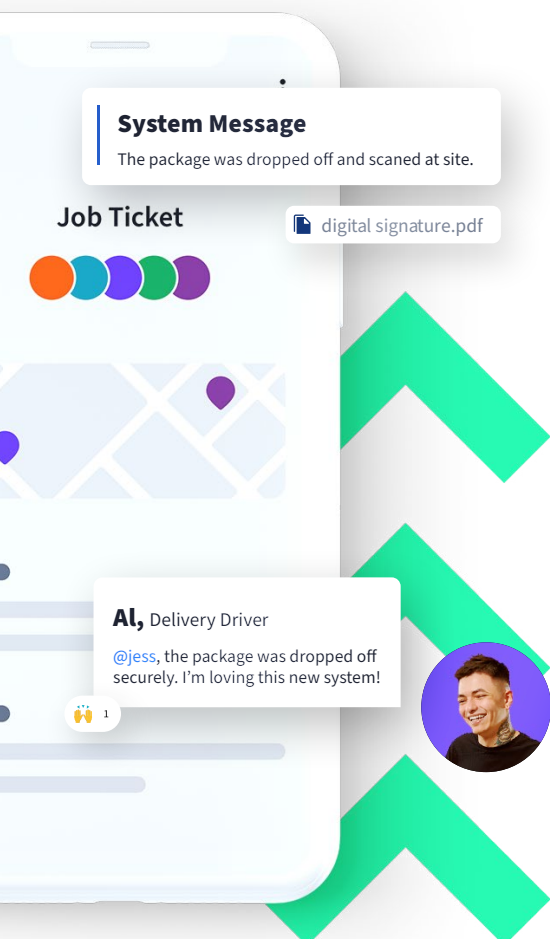 System Message
The package was dropped off and scaned at site.
Job Ticket
digital signature.pdf
Al, Delivery Driver
@jess, the package was dropped off
securely. I'm loving this new system!
1